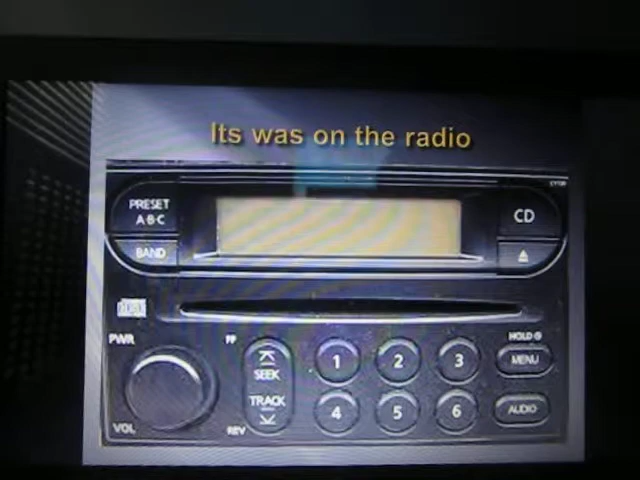 Its was on the radio
PRESET
A·B·C
CD
BAND
PWR
FF
HOLD
SEEK
1
2
3
MENU
TRACK
4
5
6
AUDIO
VOL
REV